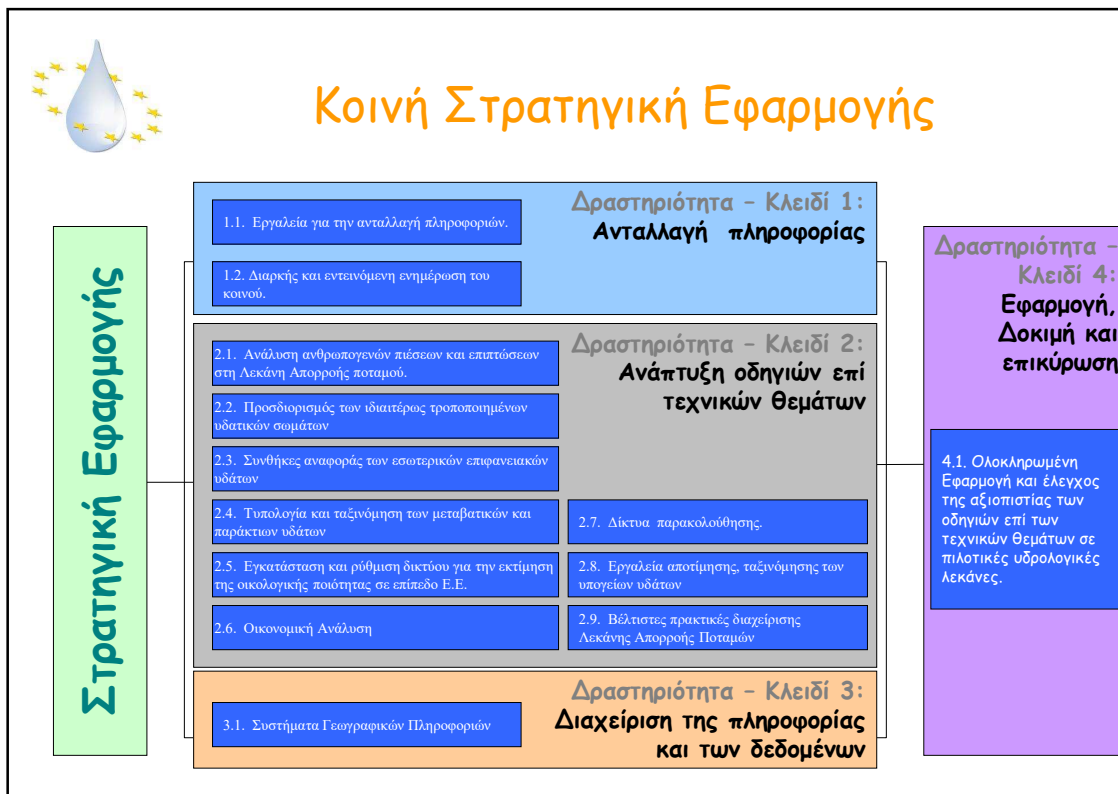 Κοινή Στρατηγική Εφαρμογής
Στρατηγική Εφαρμογής
Δραστηριότητα – Κλειδί 1:
Ανταλλαγή πληροφορίας
1.1. Εργαλεία για την ανταλλαγή πληροφοριών.
1.2. Διαρκής και εντεινόμενη ενημέρωση του
κοινού.
Δραστηριότητα – Κλειδί 2:
Ανάπτυξη οδηγιών επί
τεχνικών θεμάτων
2.1. Ανάλυση ανθρωπογενών πιέσεων και επιπτώσεων
στη Λεκάνη Απορροής ποταμού.
2.2. Προσδιορισμός των ιδιαιτέρως τροποποιημένων
υδατικών σωμάτων
2.3. Συνθήκες αναφοράς των εσωτερικών επιφανειακών
υδάτων
2.4. Τυπολογία και ταξινόμηση των μεταβατικών και
παράκτιων υδάτων
2.5. Εγκατάσταση και ρύθμιση δικτύου για την εκτίμηση
της οικολογικής ποιότητας σε επίπεδο Ε.Ε.
2.6. Οικονομική Ανάλυση
2.7. Δίκτυα παρακολούθησης.
2.8. Εργαλεία αποτίμησης, ταξινόμησης των
υπογείων υδάτων
2.9. Βέλτιστες πρακτικές διαχείρισης
Λεκάνης Απορροής Ποταμών
Δραστηριότητα – Κλειδί 3:
Διαχείριση της πληροφορίας
και των δεδομένων
3.1. Συστήματα Γεωγραφικών Πληροφοριών
Δραστηριότητα –
Κλειδί 4:
Εφαρμογή,
Δοκιμή και
επικύρωση
4.1. Ολοκληρωμένη
Εφαρμογή και έλεγχος
της αξιοπιστίας των
οδηγιών επί των
τεχνικών θεμάτων σε
πιλοτικές υδρολογικές
λεκάνες.